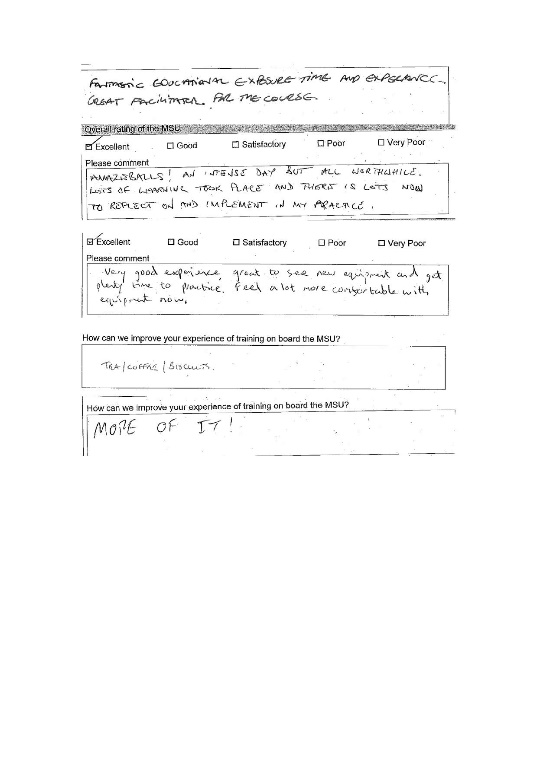 FANTASTIC EDUCATIONAL EXPOSURE TIME AND EXPERIENCE.
GREAT FACILITATOR FOR THE COURSE.
Overall rating of the MSU
☑ Excellent ☐ Good ☐ Satisfactory ☐ Poor ☐ Very Poor
Please comment
AMAZEBALLS! AN INTENSE DAY BUT ALL WORTHWHILE.
LOTS OF LEARNING TOOK PLACE AND THERE IS LOTS NOW
TO REFLECT ON AND IMPLEMENT IN MY PRACTICE.
☑ Excellent ☐ Good ☐ Satisfactory ☐ Poor ☐ Very Poor
Please comment
Very good experience, great to see new equipment and get
plenty time to practice. Feel a lot more comfortable with
equipment now.
How can we improve your experience of training on board the MSU?
TEA/COFFEE/BISCUITS.
How can we improve your experience of training on board the MSU?
MORE OF IT!